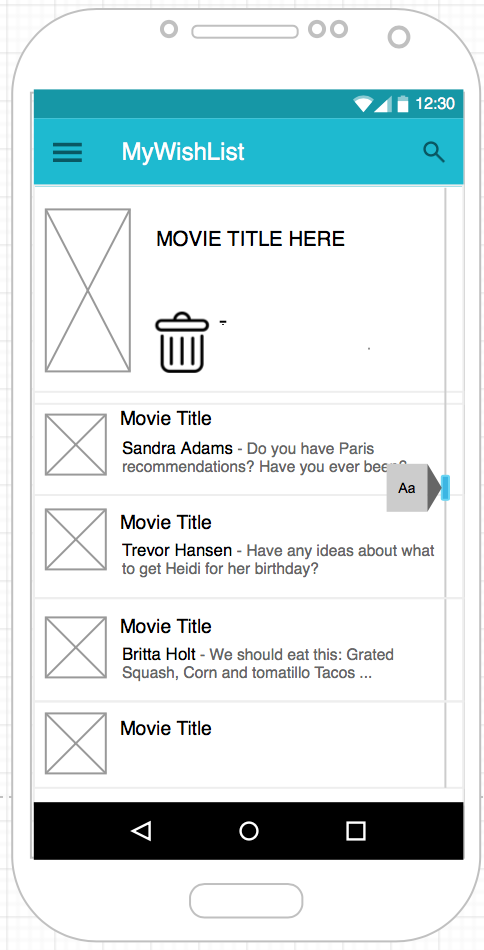 12:30
MyWishList
MOVIE TITLE HERE
-
Movie Title
Sandra Adams - Do you have Paris
recommendations? Have you ever been?
Aa
Movie Title
Trevor Hansen - Have any ideas about what
to get Heidi for her birthday?
Movie Title
Britta Holt - We should eat this: Grated
Squash, Corn and tomatillo Tacos ...
Movie Title